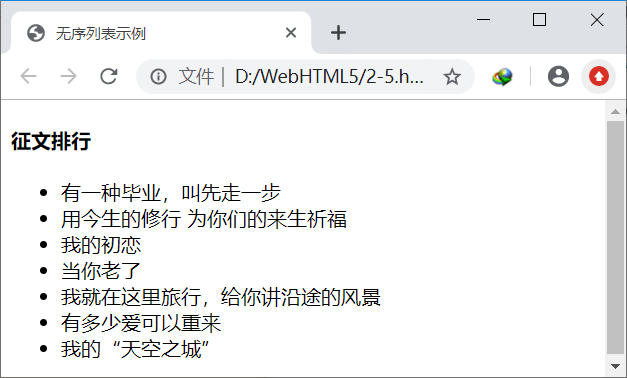 无序列表示例
文件 | D:/WebHTML5/2-5.h...
征文排行
有一种毕业，叫先走一步
用今生的修行 为你们的来生祈福
我的初恋
当你老了
我就在这里旅行，给你讲沿途的风景
有多少爱可以重来
我的“天空之城”